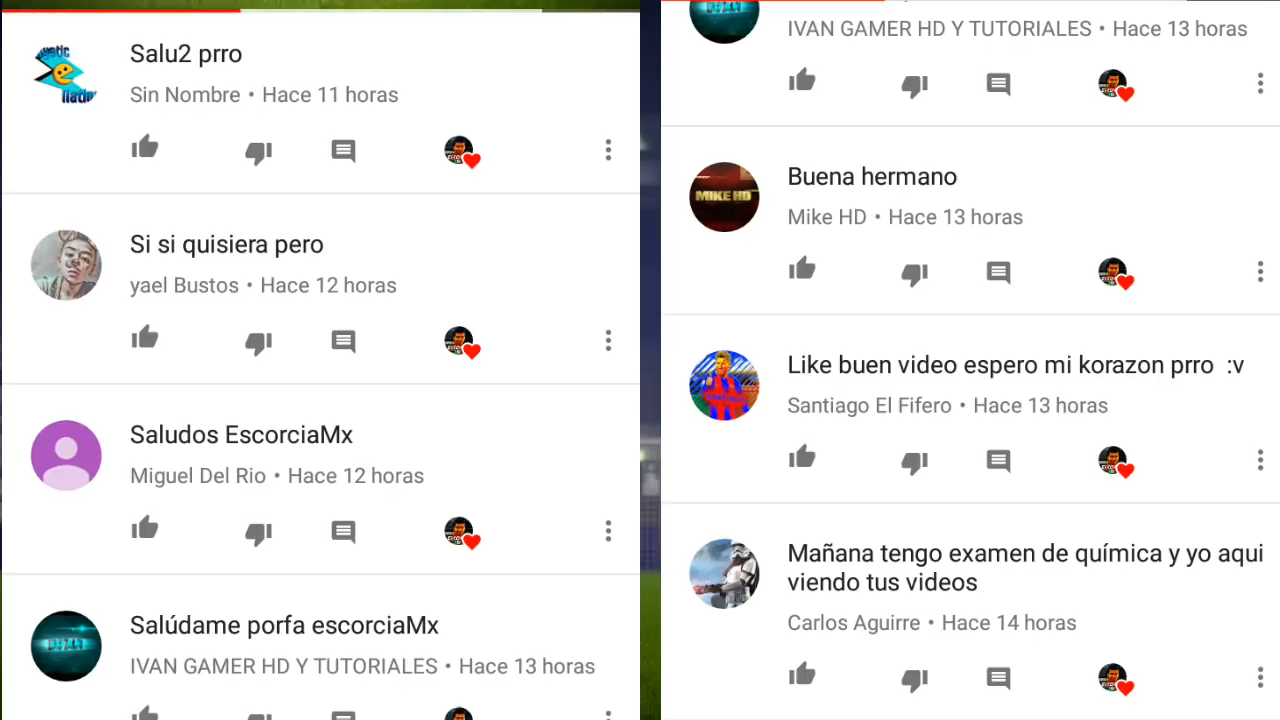 Salu2 prro
Sin Nombre • Hace 11 horas
Si si quisiera pero
yael Bustos • Hace 12 horas
Saludos EscorciaMx
Miguel Del Rio • Hace 12 horas
Salúdame porfa escorciaMx
IVAN GAMER HD Y TUTORIALES • Hace 13 horas
IVAN GAMER HD Y TUTORIALES • Hace 13 horas
MIKE HD
Buena hermano
Mike HD • Hace 13 horas
Like buen video espero mi korazon prro :v
Santiago El Fifero • Hace 13 horas
Mañana tengo examen de química y yo aqui
viendo tus videos
Carlos Aguirre • Hace 14 horas